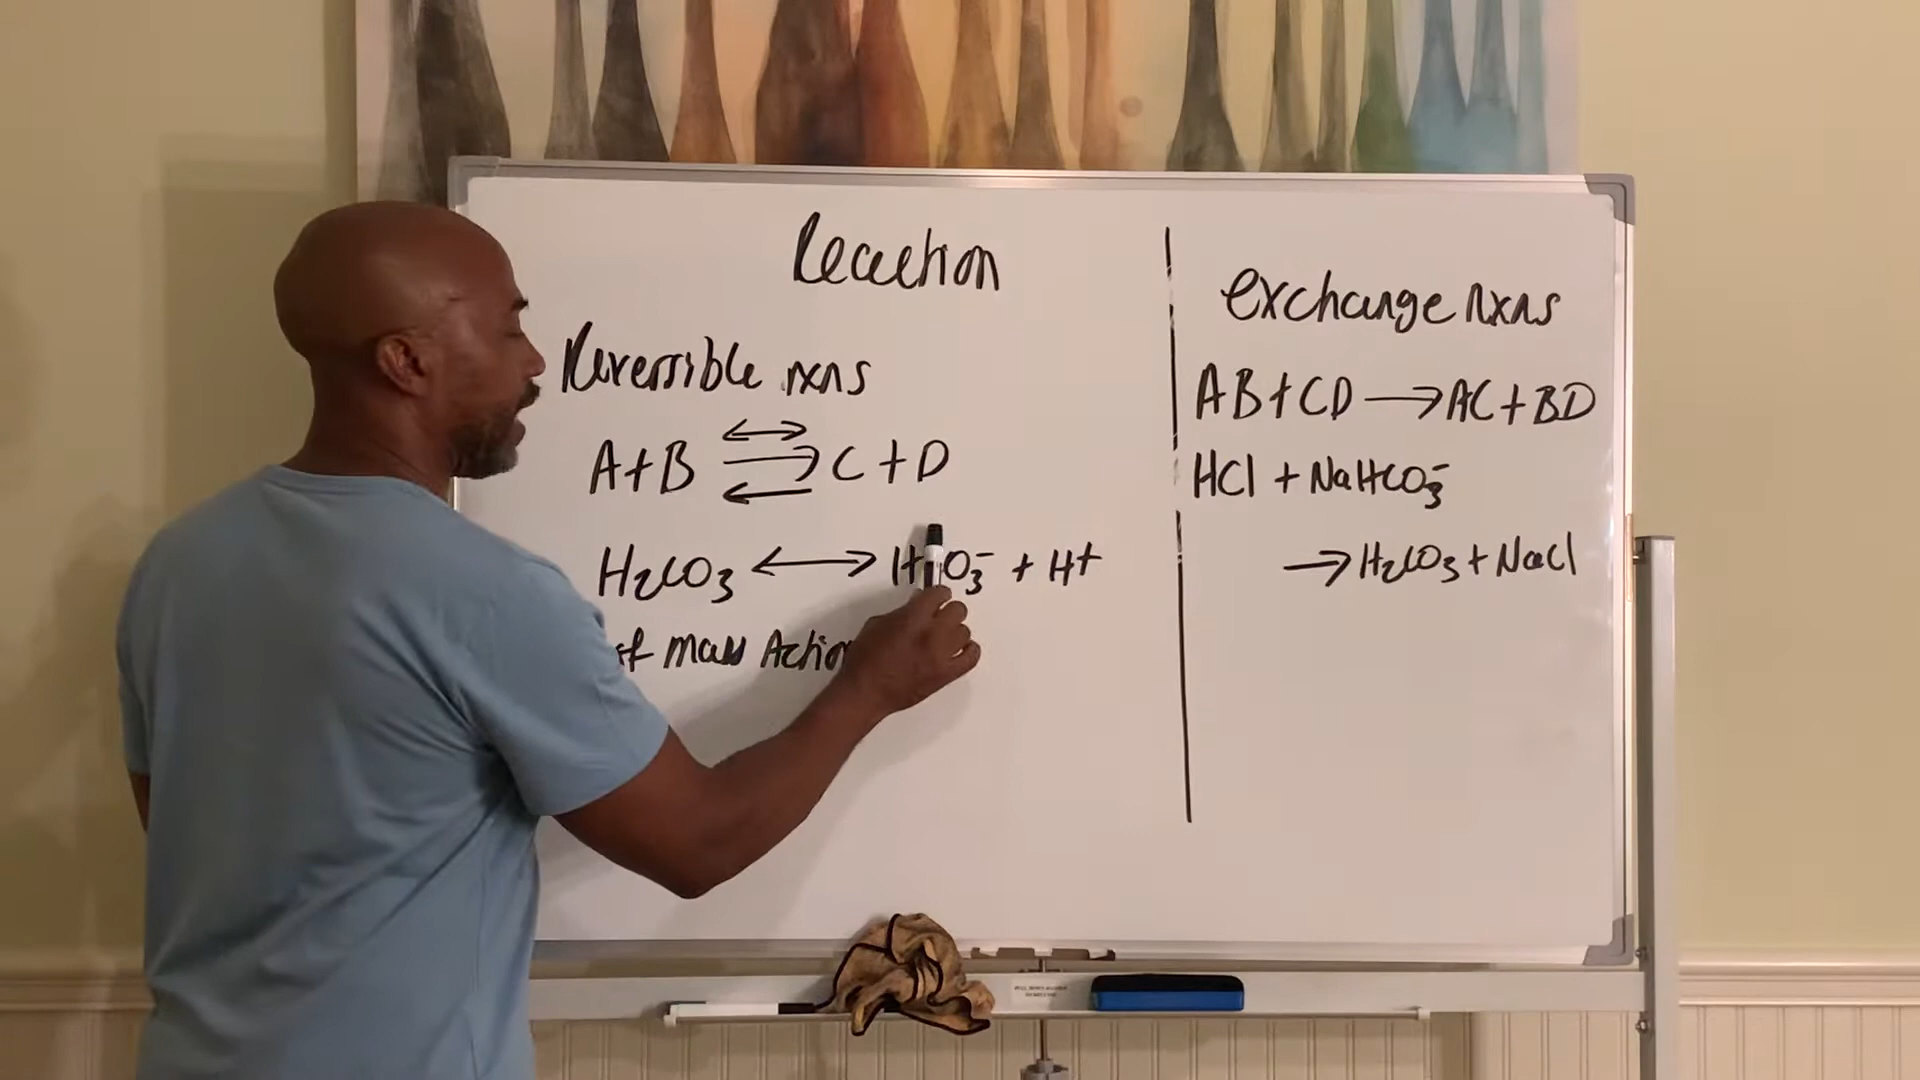 Reaction
Reversible rxns
A+B ⇌ C+D
H2CO3 ↔ HCO3- + H+
of Mass Action
exchange rxns
AB+CD → AC+BD
HCl + NaHCO3-
→ H2CO3 + NaCl